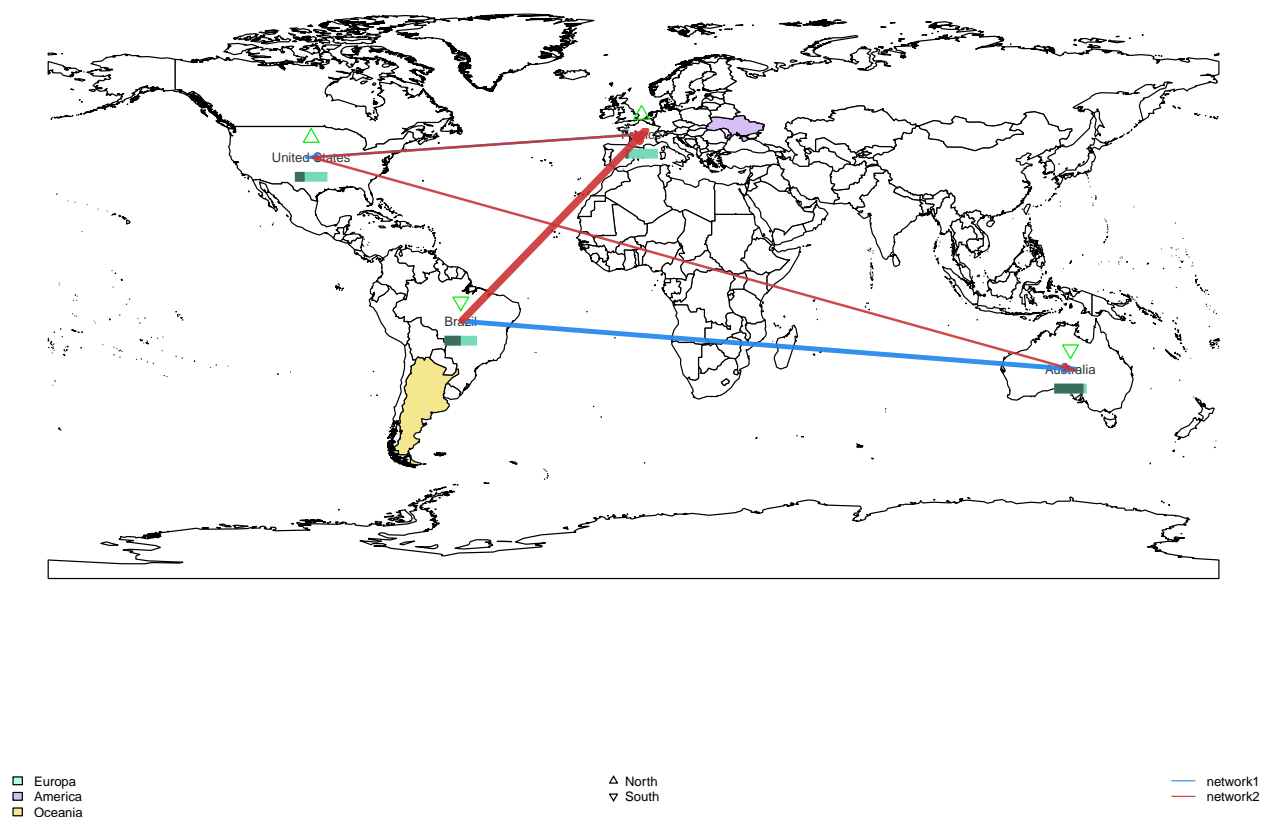 United States
Brazil
Australia
Europa
America
Oceania
North
South
network1
network2